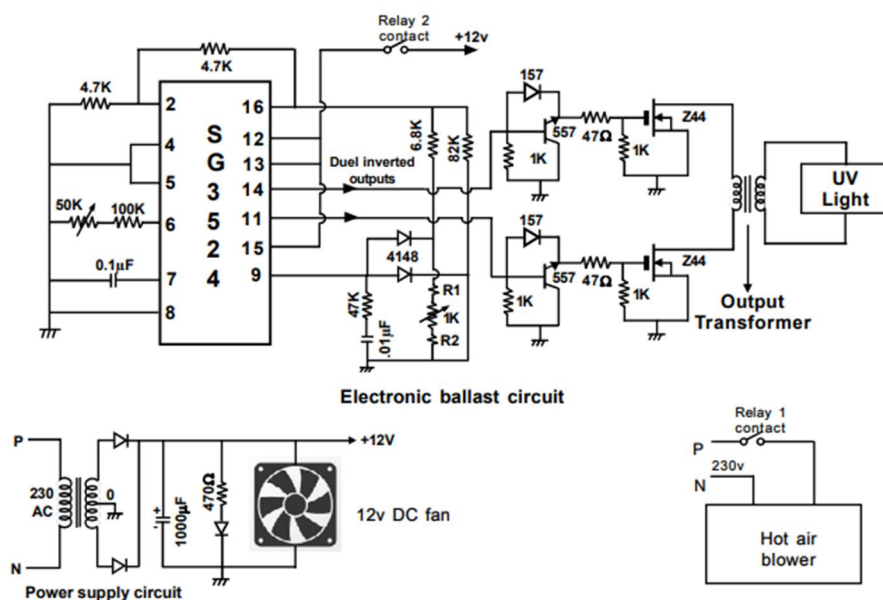 Relay 2
contact
+12v
4.7K
4.7K
2
16
4
12
5
13
14
50K
100K
6
11
15
0.1µF
7
9
8
S
G
3
5
2
4
Duel inverted
outputs
6.8K
82K
4148
47K
.01µF
R1
1K
R2
157
557
1K
47Ω
1K
Z44
157
557
1K
47Ω
1K
Z44
UV
Light
Output
Transformer
Electronic ballast circuit
P
230
AC
N
0
+12V
1000µF
+
-
470Ω
12v DC fan
Power supply circuit
Relay 1
contact
P
230v
N
Hot air
blower